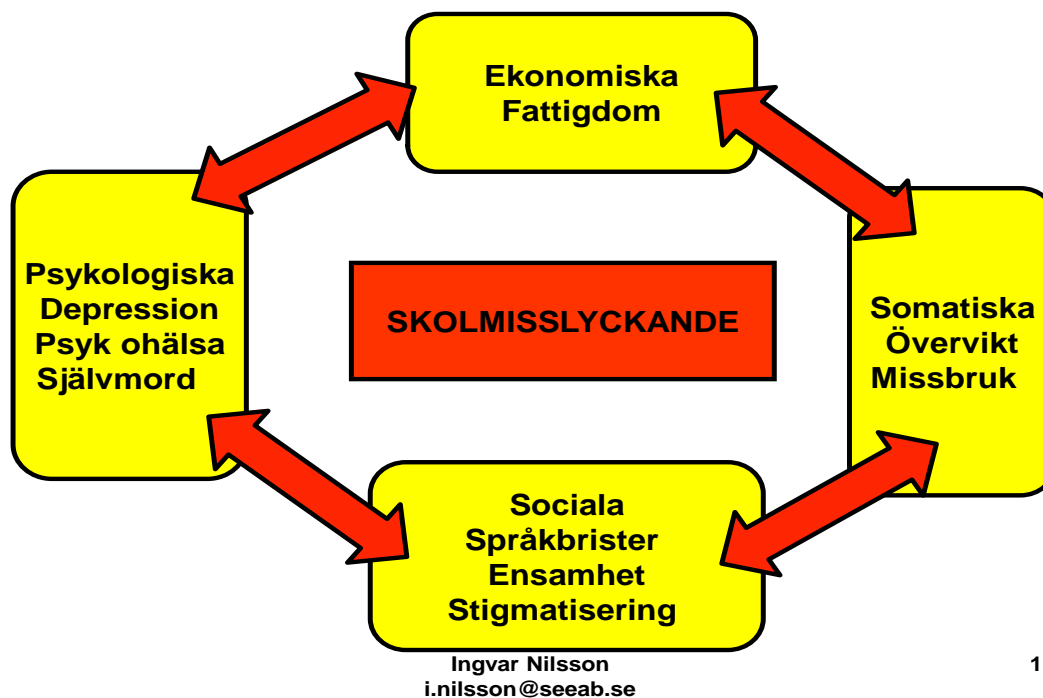 Ekonomiska
Fattigdom
Psykologiska
Depression
Psyk ohälsa
Självmord
SKOLMISSLYCKANDE
Somatiska
Övervikt
Missbruk
Sociala
Språkbrister
Ensamhet
Stigmatisering
Ingvar Nilsson
i.nilsson@seeab.se
1